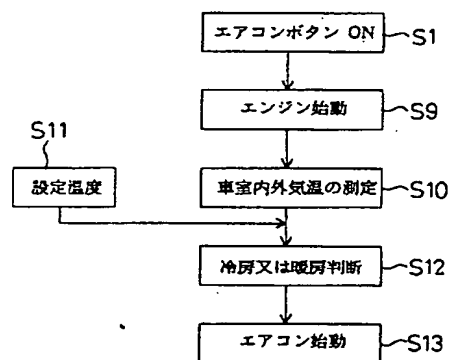 エアコンボタン ON
S1
エンジン始動
S9
S11
設定温度
車室内外気温の測定
S10
冷房又は暖房判断
S12
エアコン始動
S13